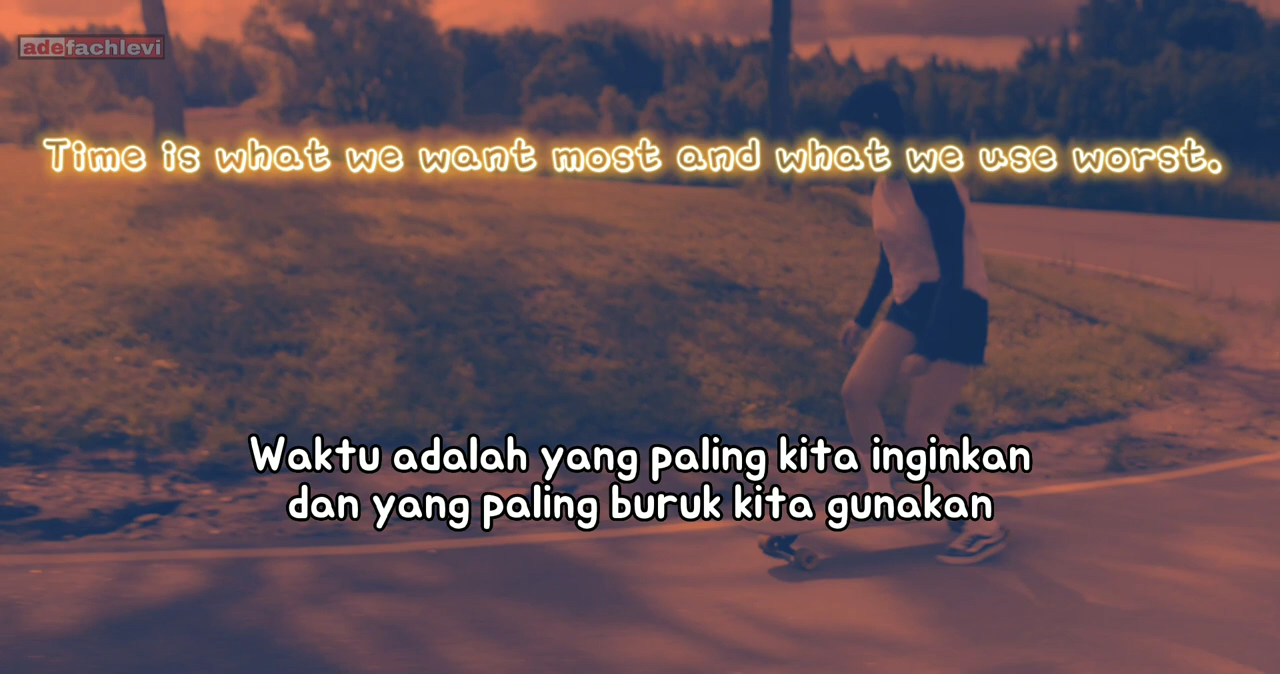 adefachlevi
Time is what we want most and what we use worst.
Waktu adalah yang paling kita inginkan
dan yang paling buruk kita gunakan